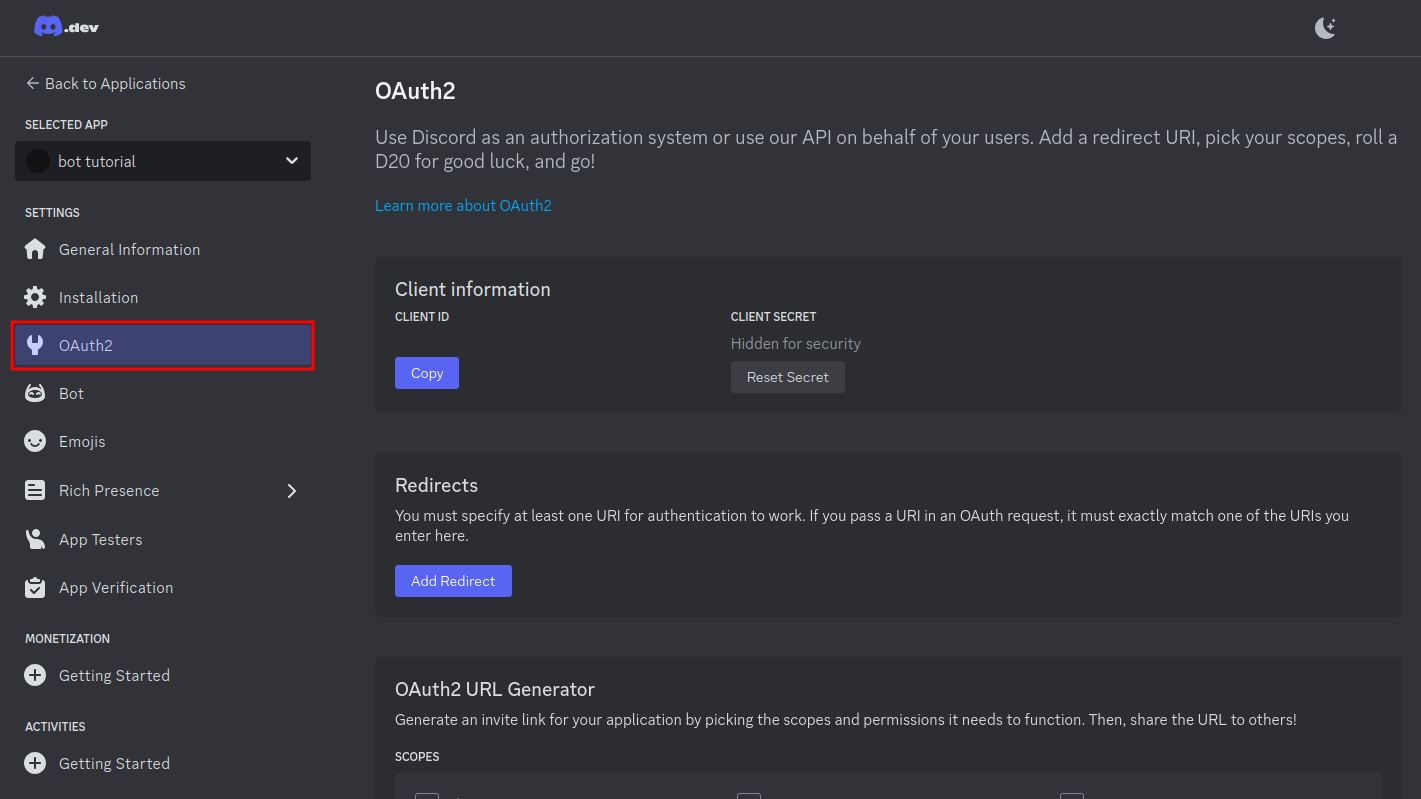 .dev
Back to Applications
SELECTED APP
bot tutorial
SETTINGS
General Information
Installation
OAuth2
Bot
Emojis
Rich Presence
App Testers
App Verification
MONETIZATION
Getting Started
ACTIVITIES
Getting Started
OAuth2
Use Discord as an authorization system or use our API on behalf of your users. Add a redirect URI, pick your scopes, roll a
D20 for good luck, and go!
Learn more about OAuth2
Client information
CLIENT ID
Copy
CLIENT SECRET
Hidden for security
Reset Secret
Redirects
You must specify at least one URI for authentication to work. If you pass a URI in an OAuth request, it must exactly match one of the URIs you
enter here.
Add Redirect
OAuth2 URL Generator
Generate an invite link for your application by picking the scopes and permissions it needs to function. Then, share the URL to others!
SCOPES